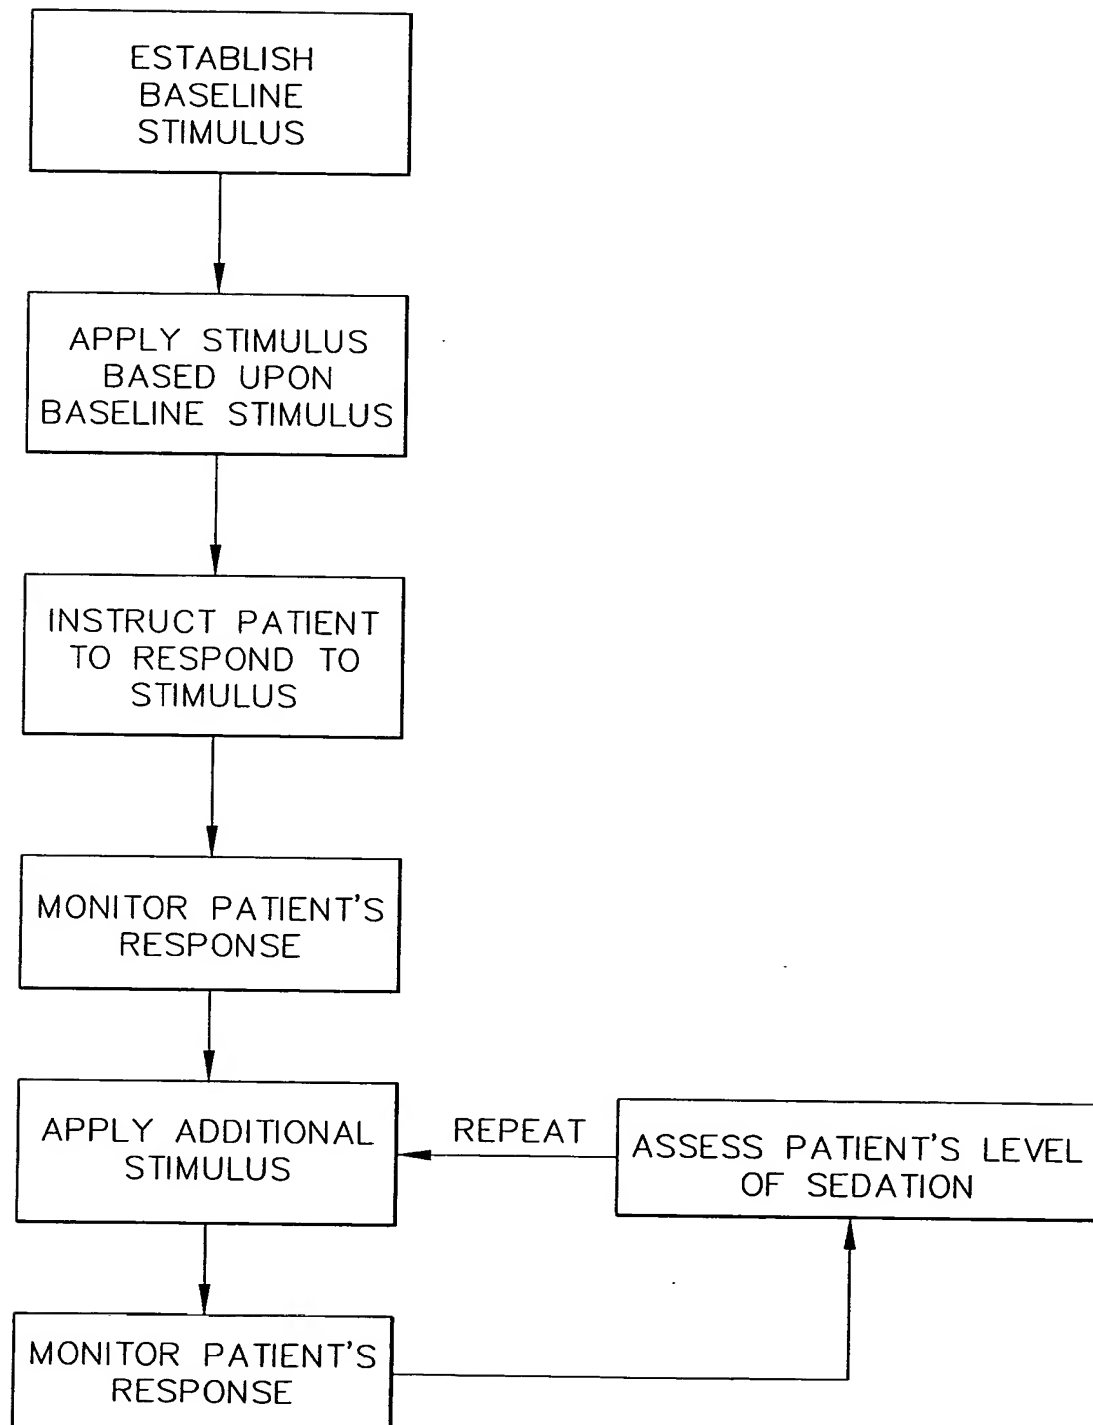 ESTABLISH
BASELINE
STIMULUS
APPLY STIMULUS
BASED UPON
BASELINE STIMULUS
INSTRUCT PATIENT
TO RESPOND TO
STIMULUS
MONITOR PATIENT'S
RESPONSE
APPLY ADDITIONAL
STIMULUS
REPEAT
ASSESS PATIENT'S LEVEL
OF SEDATION
MONITOR PATIENT'S
RESPONSE